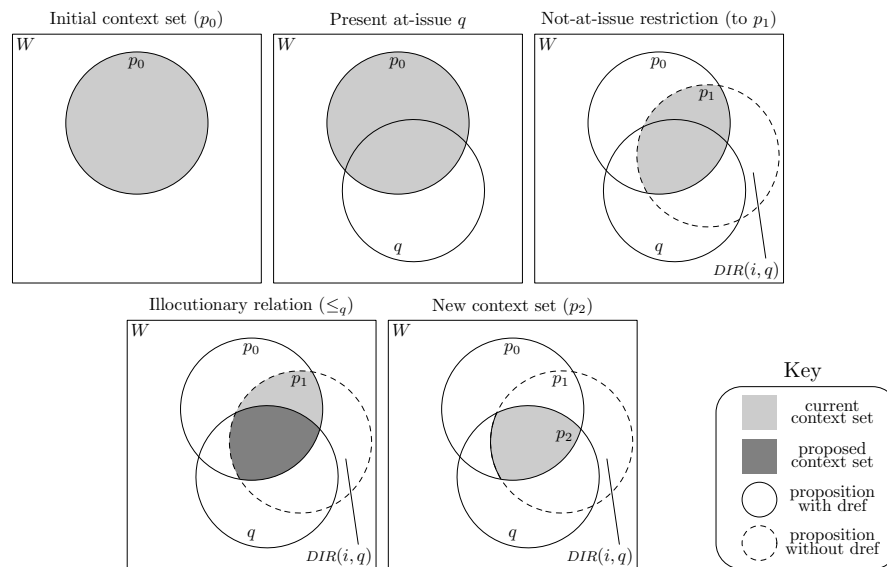 Initial context set (p₀)
Present at-issue q
Not-at-issue restriction (to p₁)
W
p₀
W
p₀
q
W
p₀
p₁
q
DIR(i, q)
Illocutionary relation (≤q)
New context set (p₂)
W
p₀
p₁
q
DIR(i, q)
W
p₀
p₁
p₂
q
DIR(i, q)
Key
current
context set
proposed
context set
proposition
with dref
proposition
without dref